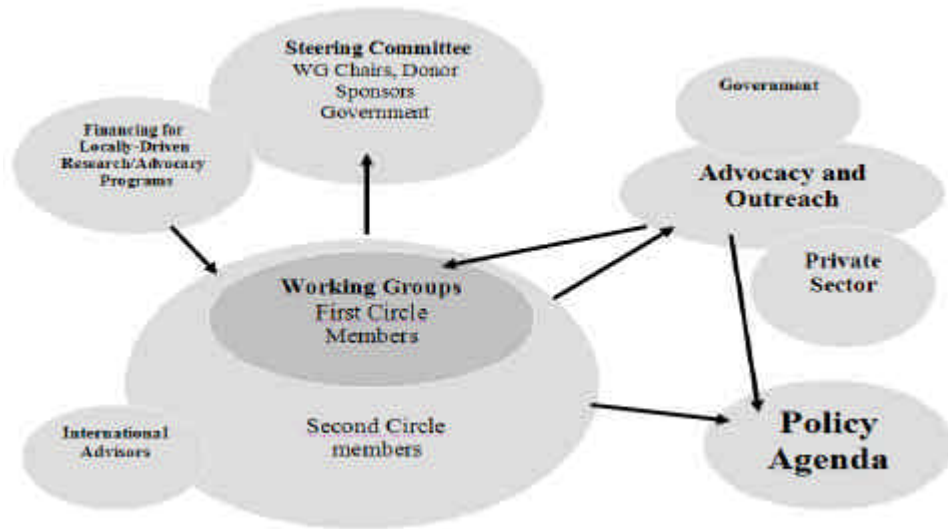 Steering Committee
WG Chairs, Donor
Sponsors
Government
Government
Financing for
Locally-Driven
Research/Advocacy
Programs
Advocacy and
Outreach
Private
Sector
Working Groups
First Circle
Members
Second Circle
members
International
Advisors
Policy
Agenda